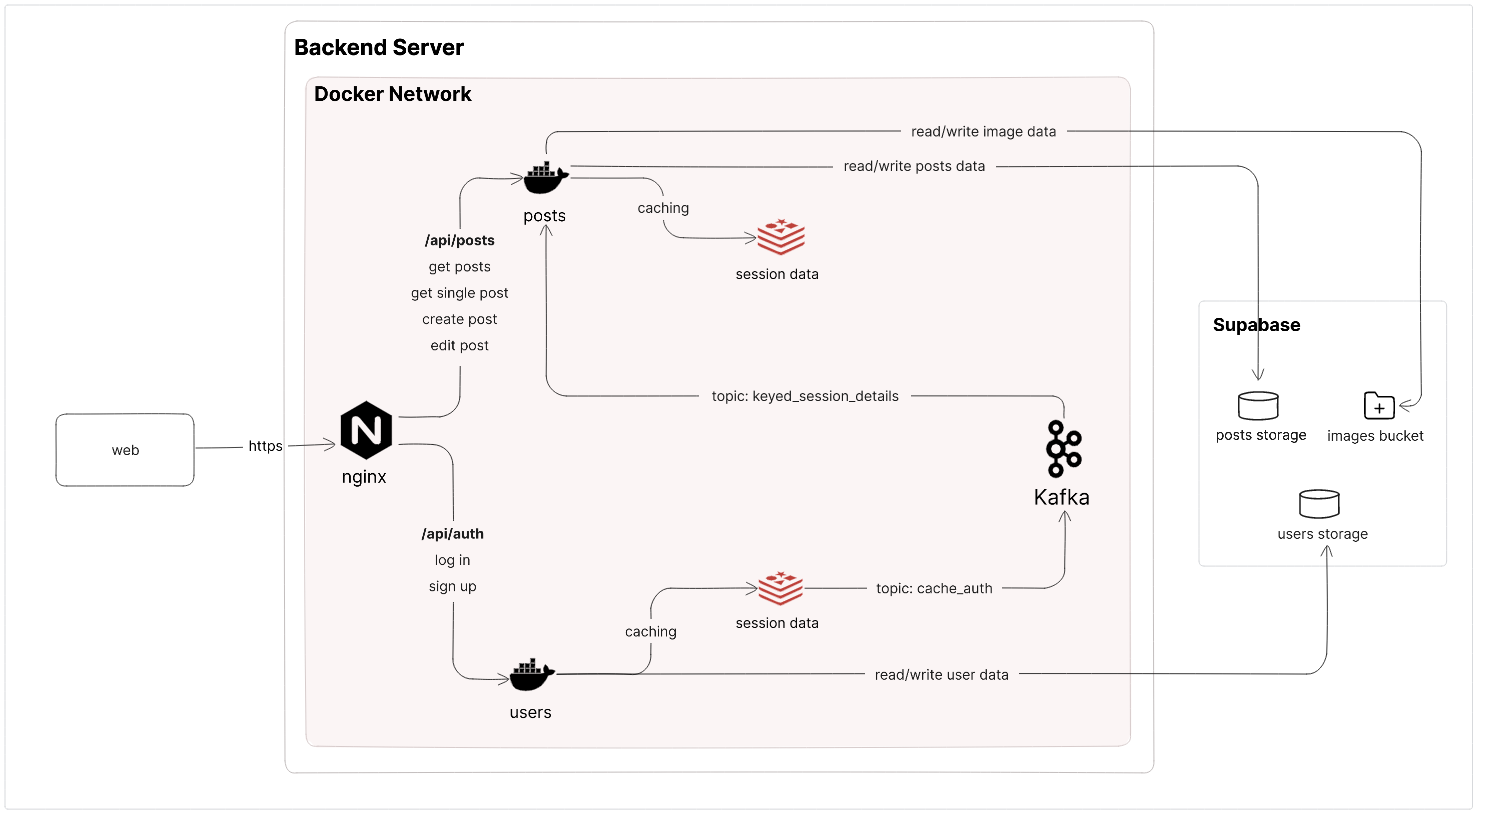 Backend Server
Docker Network
read/write image data
read/write posts data
posts
caching
session data
/api/posts
get posts
get single post
create post
edit post
Supabase
topic: keyed_session_details
posts storage
images bucket
web
https
N
nginx
Kafka
users storage
/api/auth
log in
sign up
topic: cache_auth
session data
caching
read/write user data
users